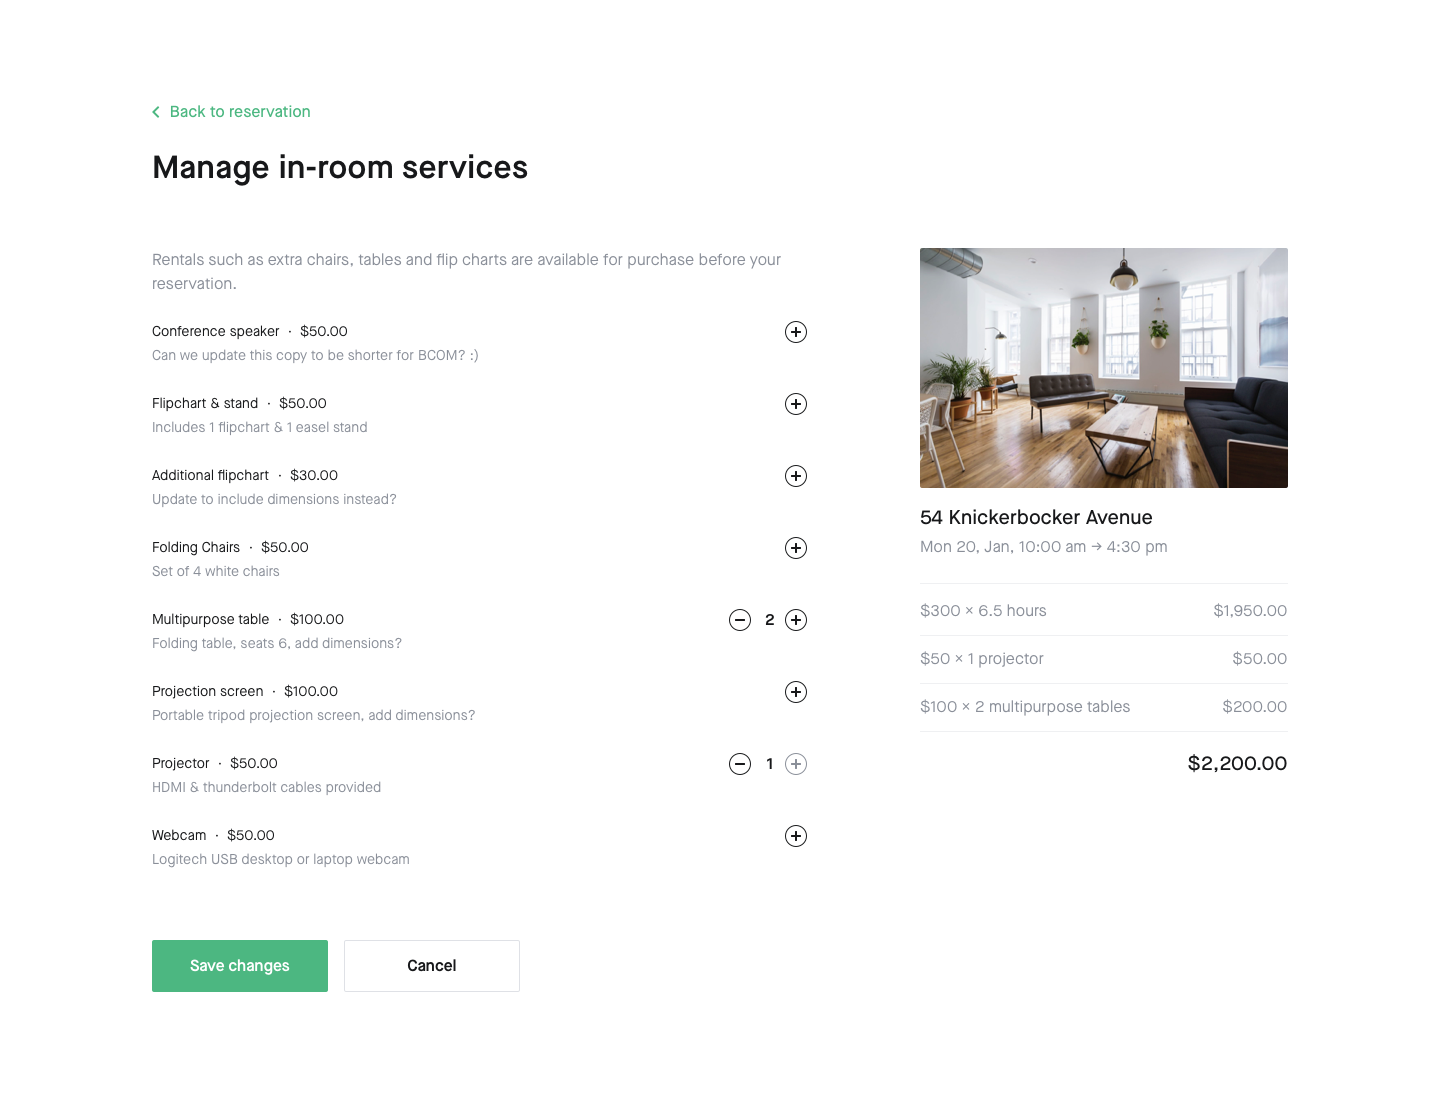 Back to reservation
Manage in-room services
Rentals such as extra chairs, tables and flip charts are available for purchase before your
reservation.
Conference speaker · $50.00
Can we update this copy to be shorter for BCOM? :)
Flipchart & stand · $50.00
Includes 1 flipchart & 1 easel stand
Additional flipchart · $30.00
Update to include dimensions instead?
Folding Chairs · $50.00
Set of 4 white chairs
Multipurpose table · $100.00
2
Folding table, seats 6, add dimensions?
Projection screen · $100.00
Portable tripod projection screen, add dimensions?
Projector · $50.00
1
HDMI & thunderbolt cables provided
Webcam · $50.00
Logitech USB desktop or laptop webcam
Save changes
Cancel
54 Knickerbocker Avenue
Mon 20, Jan, 10:00 am → 4:30 pm
$300 × 6.5 hours $1,950.00
$50 × 1 projector $50.00
$100 × 2 multipurpose tables $200.00
$2,200.00